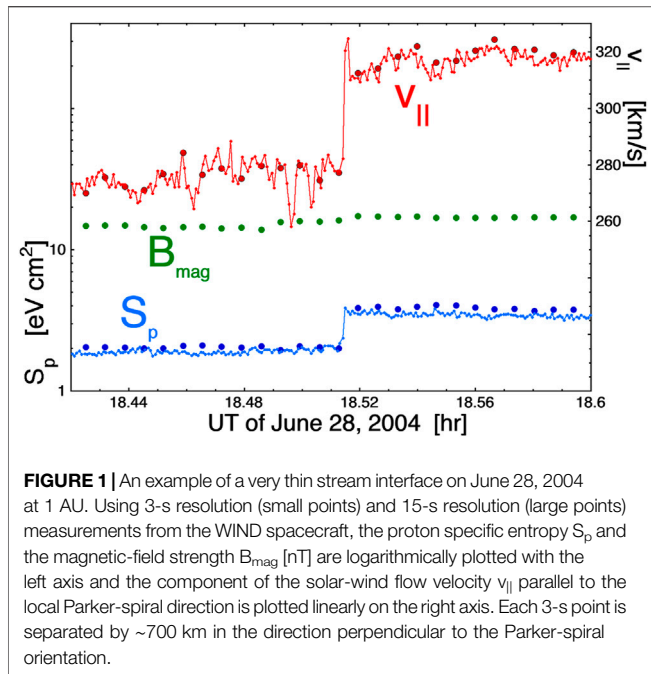 320
300
280
260
v||
[km/s]
v||
Bmag
Sp
10
1
Sp [eV cm²]
18.44
18.48
18.52
18.56
18.6
UT of June 28, 2004 [hr]
FIGURE 1 | An example of a very thin stream interface on June 28, 2004
at 1 AU. Using 3-s resolution (small points) and 15-s resolution (large points)
measurements from the WIND spacecraft, the proton specific entropy Sp and
the magnetic-field strength Bmag [nT] are logarithmically plotted with the
left axis and the component of the solar-wind flow velocity v|| parallel to the
local Parker-spiral direction is plotted linearly on the right axis. Each 3-s point is
separated by ~700 km in the direction perpendicular to the Parker-spiral
orientation.